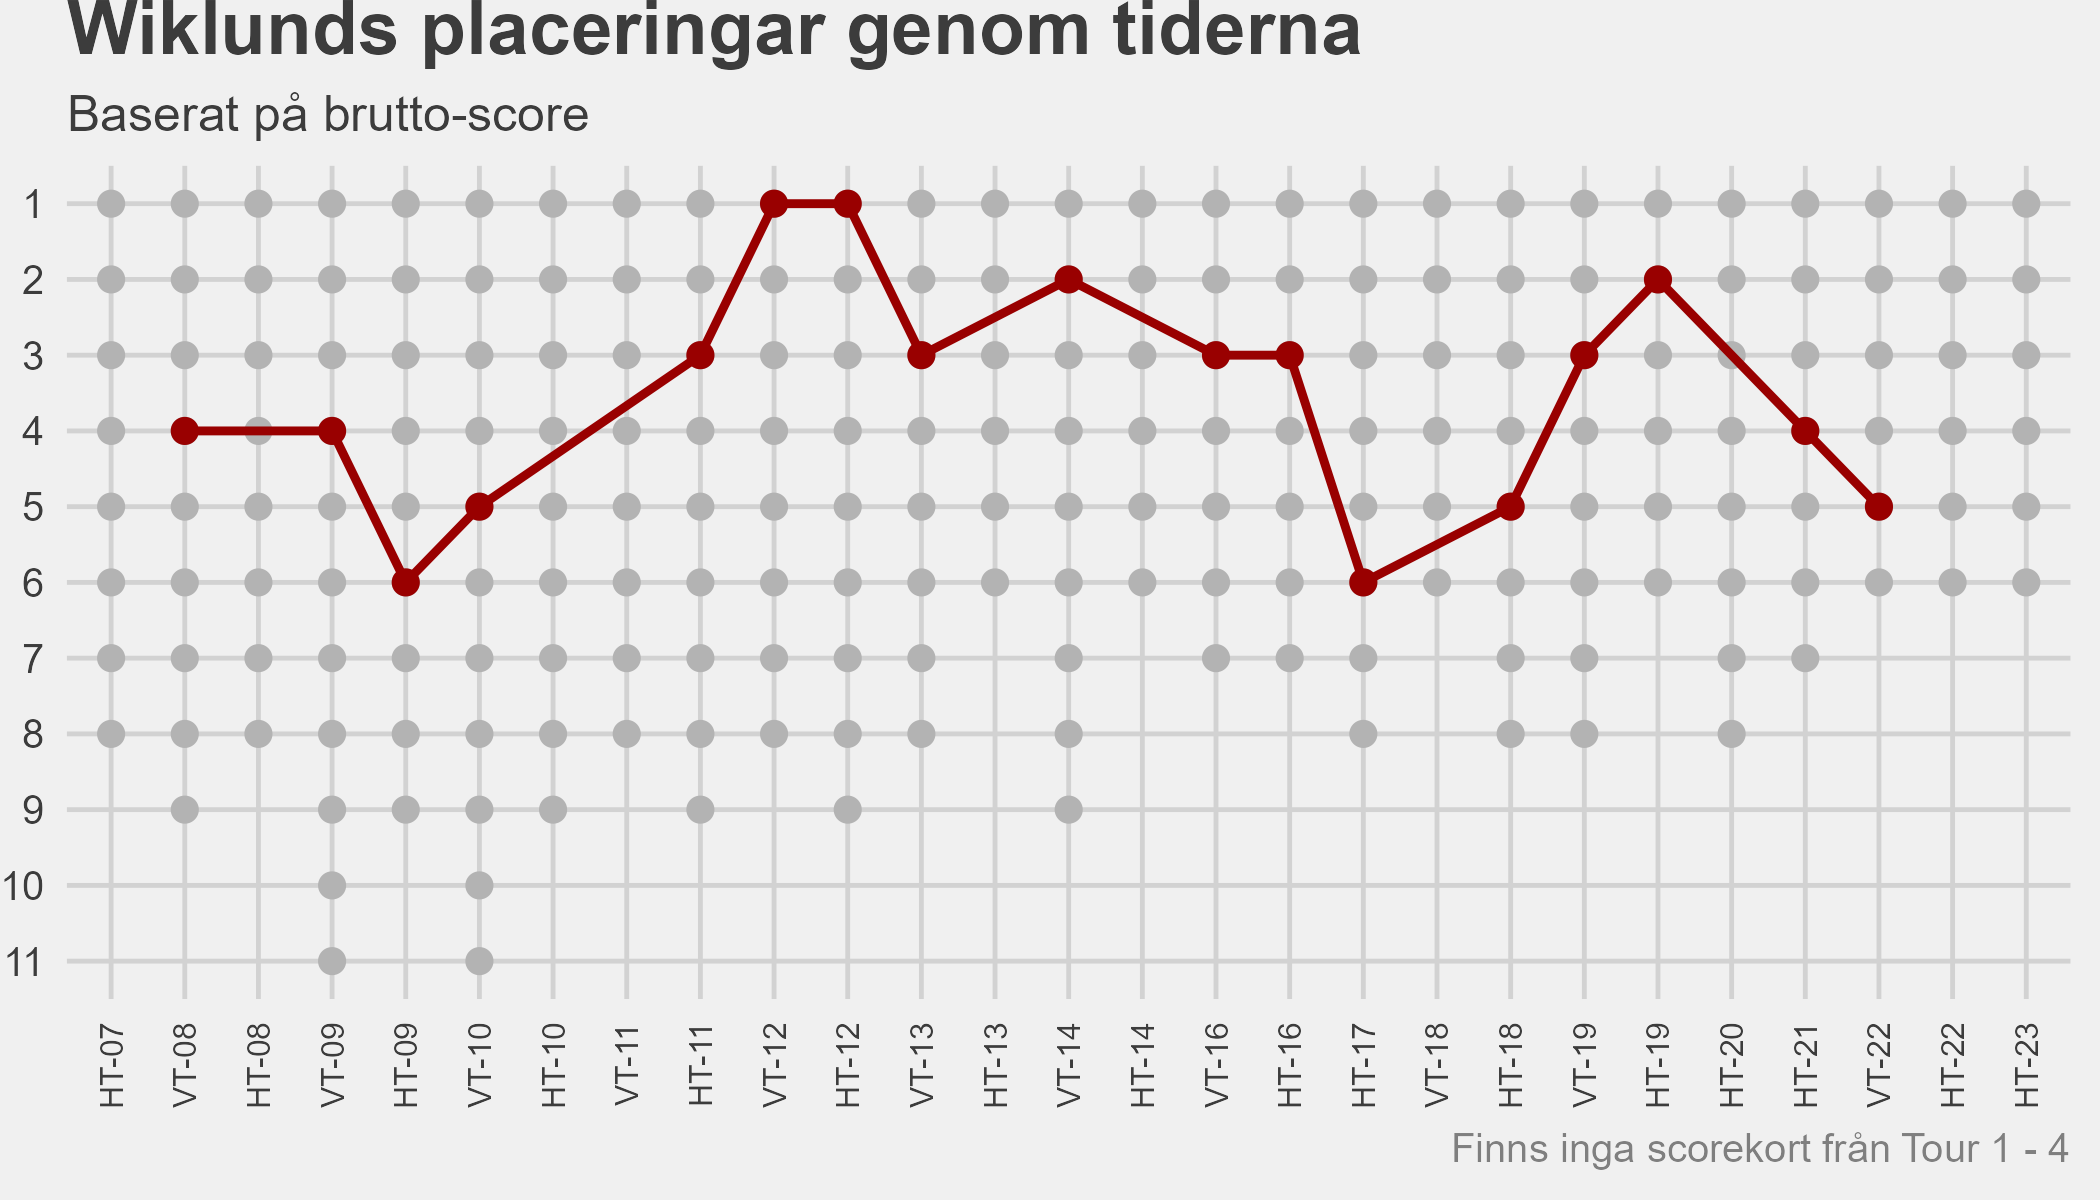 Wiklunds placeringar genom tiderna
Baserat på brutto-score
1
2
3
4
5
6
7
8
9
10
11
HT-07
VT-08
HT-08
VT-09
HT-09
VT-10
HT-10
VT-11
HT-11
VT-12
HT-12
VT-13
HT-13
VT-14
HT-14
VT-16
HT-16
HT-17
VT-18
HT-18
VT-19
HT-19
HT-20
HT-21
VT-22
HT-22
HT-23
Finns inga scorekort från Tour 1 - 4